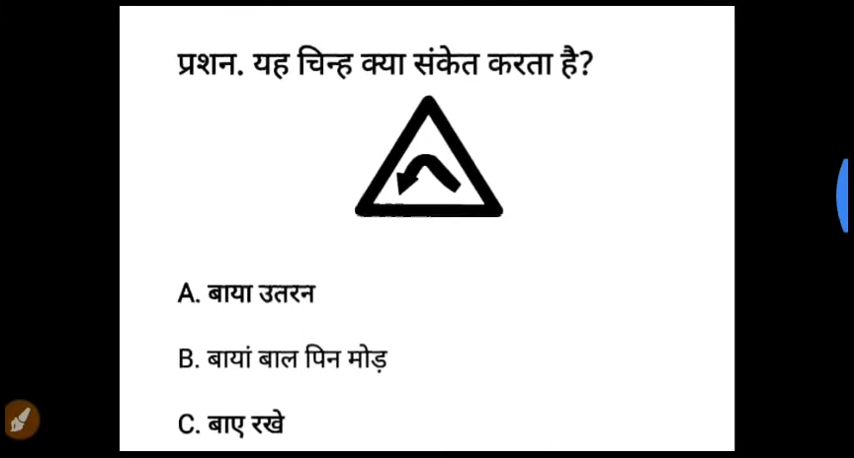 प्रशन. यह चिन्ह क्या संकेत करता है?
A. बाया उतरन
B. बायां बाल पिन मोड़
C. बाए रखे